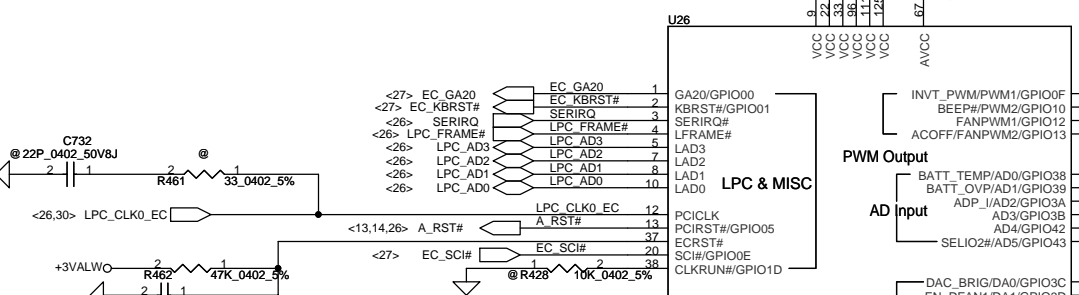 U26
9 22 33 96 111 125 67
VCC VCC VCC VCC VCC VCC AVCC
<27> EC_GA20 EC_GA20 1 GA20/GPIO00 INVT_PWM/PWM1/GPIO0F
<27> EC_KBRST# EC_KBRST# 2 KBRST#/GPIO01 BEEP#/PWM2/GPIO10
<26> SERIRQ SERIRQ 3 SERIRQ# FANPWM1/GPIO12
<26> LPC_FRAME# LPC_FRAME# 4 LFRAME# ACOFF/FANPWM2/GPIO13
<26> LPC_AD3 LPC_AD3 5 LAD3
<26> LPC_AD2 LPC_AD2 7 LAD2
<26> LPC_AD1 LPC_AD1 8 LAD1
<26> LPC_AD0 LPC_AD0 10 LAD0
LPC & MISC
PWM Output
C732
@ 22P_0402_50V8J
2 1
@
2 1
R461 33_0402_5%
BATT_TEMP/AD0/GPIO38
BATT_OVP/AD1/GPIO39
ADP_I/AD2/GPIO3A
AD Input
AD3/GPIO3B
AD4/GPIO42
SELIO2#/AD5/GPIO43
<26,30> LPC_CLK0_EC LPC_CLK0_EC 12 PCICLK
<13,14,26> A_RST# A_RST# 13 PCIRST#/GPIO05
37 ECRST#
<27> EC_SCI# EC_SCI# 20 SCI#/GPIO0E
38 CLKRUN#/GPIO1D
@ R428 2 1 10K_0402_5%
+3VALW
2 1
R462 47K_0402_5%
2 1
DAC_BRIG/DA0/GPIO3C